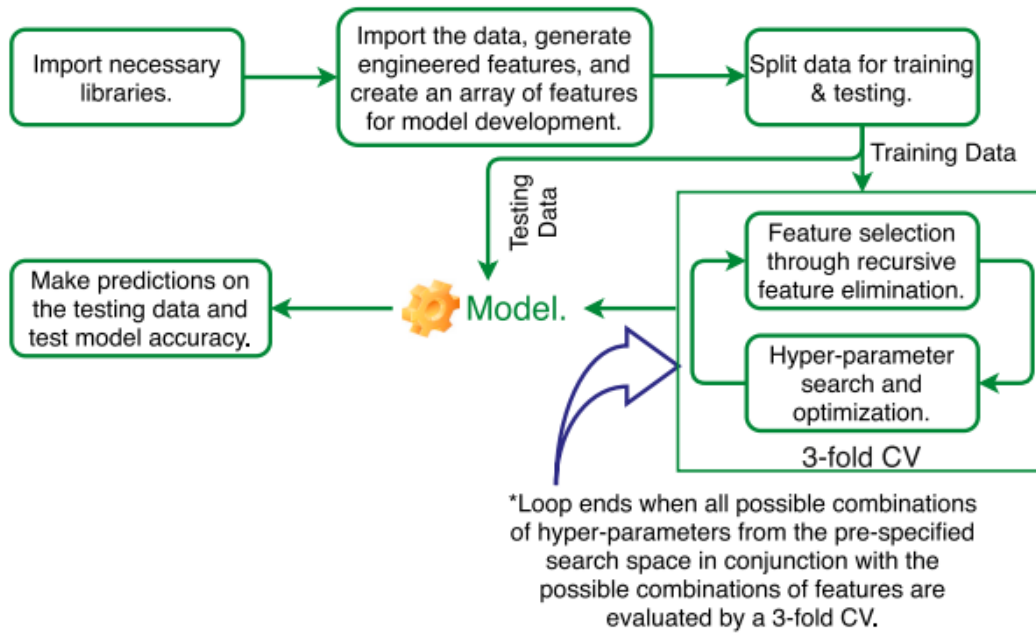 Import necessary
libraries.
Import the data, generate
engineered features, and
create an array of features
for model development.
Split data for training
& testing.
Training Data
Testing
Data
Feature selection
through recursive
feature elimination.
Hyper-parameter
search and
optimization.
3-fold CV
Model.
Make predictions on
the testing data and
test model accuracy.
*Loop ends when all possible combinations
of hyper-parameters from the pre-specified
search space in conjunction with the
possible combinations of features are
evaluated by a 3-fold CV.